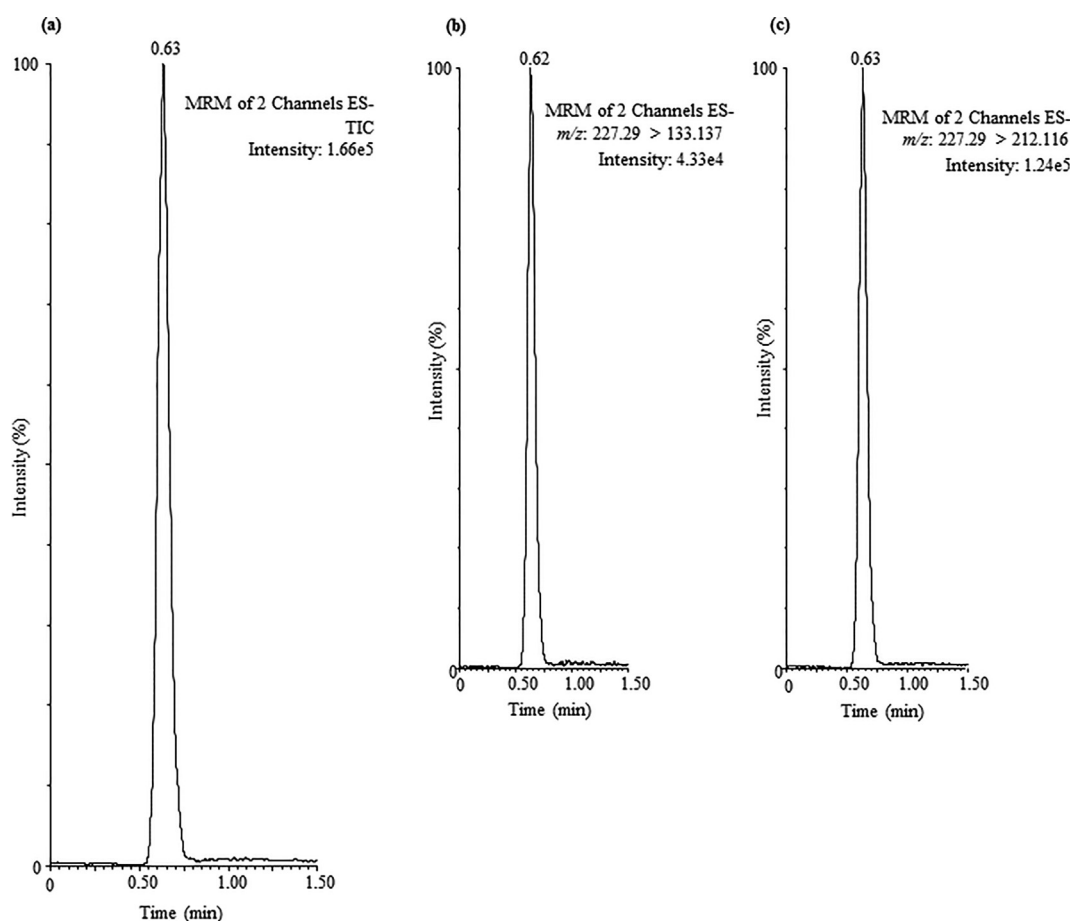 (a)
0.63
100
MRM of 2 Channels ES-
TIC
Intensity: 1.66e5
Intensity (%)
0
0 0.50 1.00 1.50
Time (min)
(b)
0.62
100
MRM of 2 Channels ES-
m/z: 227.29 > 133.137
Intensity: 4.33e4
Intensity (%)
0
0 0.50 1.00 1.50
Time (min)
(c)
0.63
100
MRM of 2 Channels ES-
m/z: 227.29 > 212.116
Intensity: 1.24e5
Intensity (%)
0
0 0.50 1.00 1.50
Time (min)